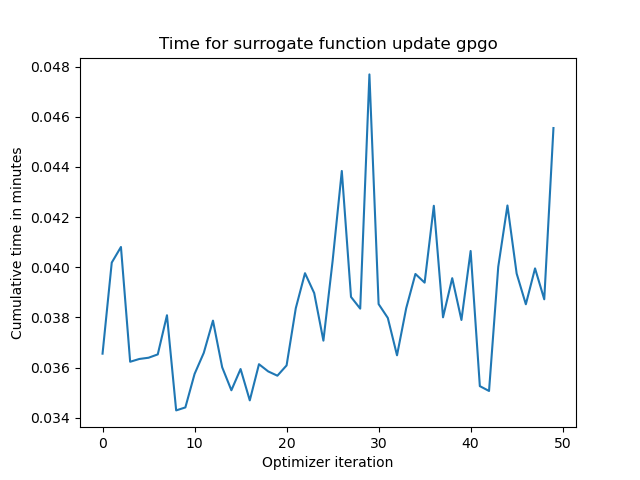 Time for surrogate function update gpgo
0.048
0.046
0.044
0.042
0.040
0.038
0.036
0.034
Cumulative time in minutes
0 10 20 30 40 50
Optimizer iteration